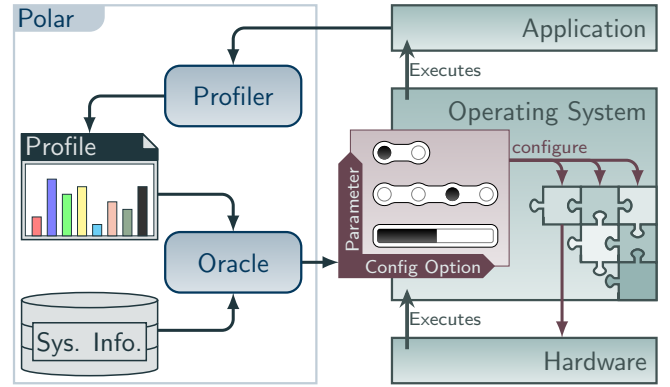 Polar
Application
Executes
Profiler
Operating System
Profile
configure
Parameter
Oracle
Config Option
Executes
Sys. Info.
Hardware